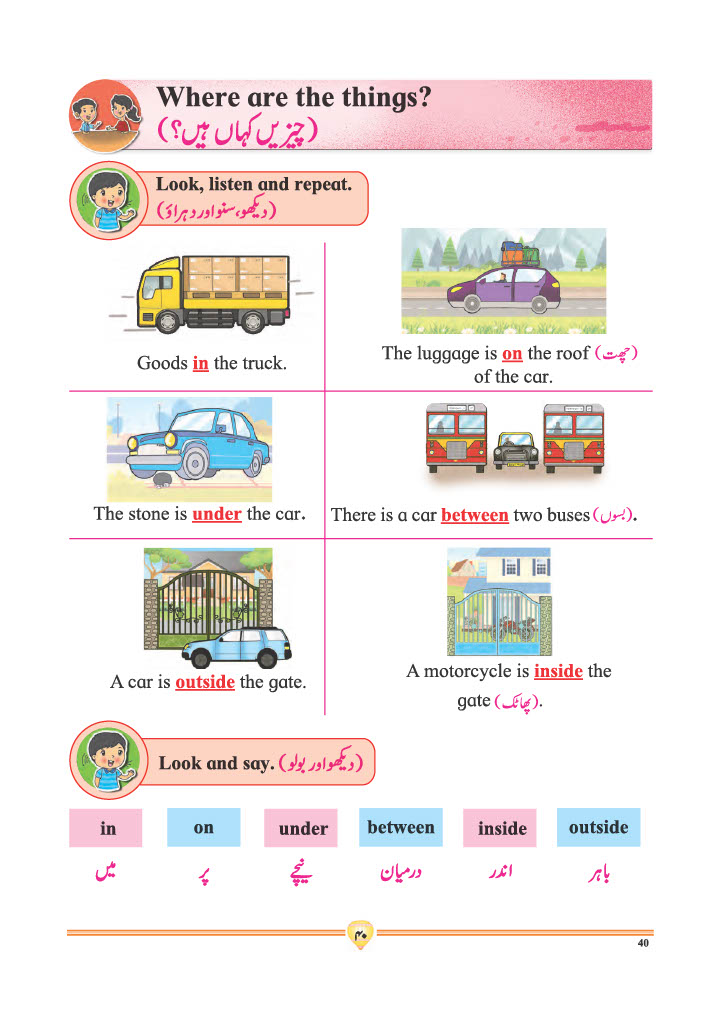 Where are the things?
(چیزیں کہاں ہیں؟)
Look, listen and repeat.
(دیکھو، سنو اور دہراؤ)
Goods in the truck.
The luggage is on the roof (چھت)
of the car.
The stone is under the car.
There is a car between two buses (بسوں).
A car is outside the gate.
A motorcycle is inside the
gate (پھاٹک).
Look and say. (دیکھو اور بولو)
in on under between inside outside
میں پر نیچے درمیان اندر باہر
۴۰
40